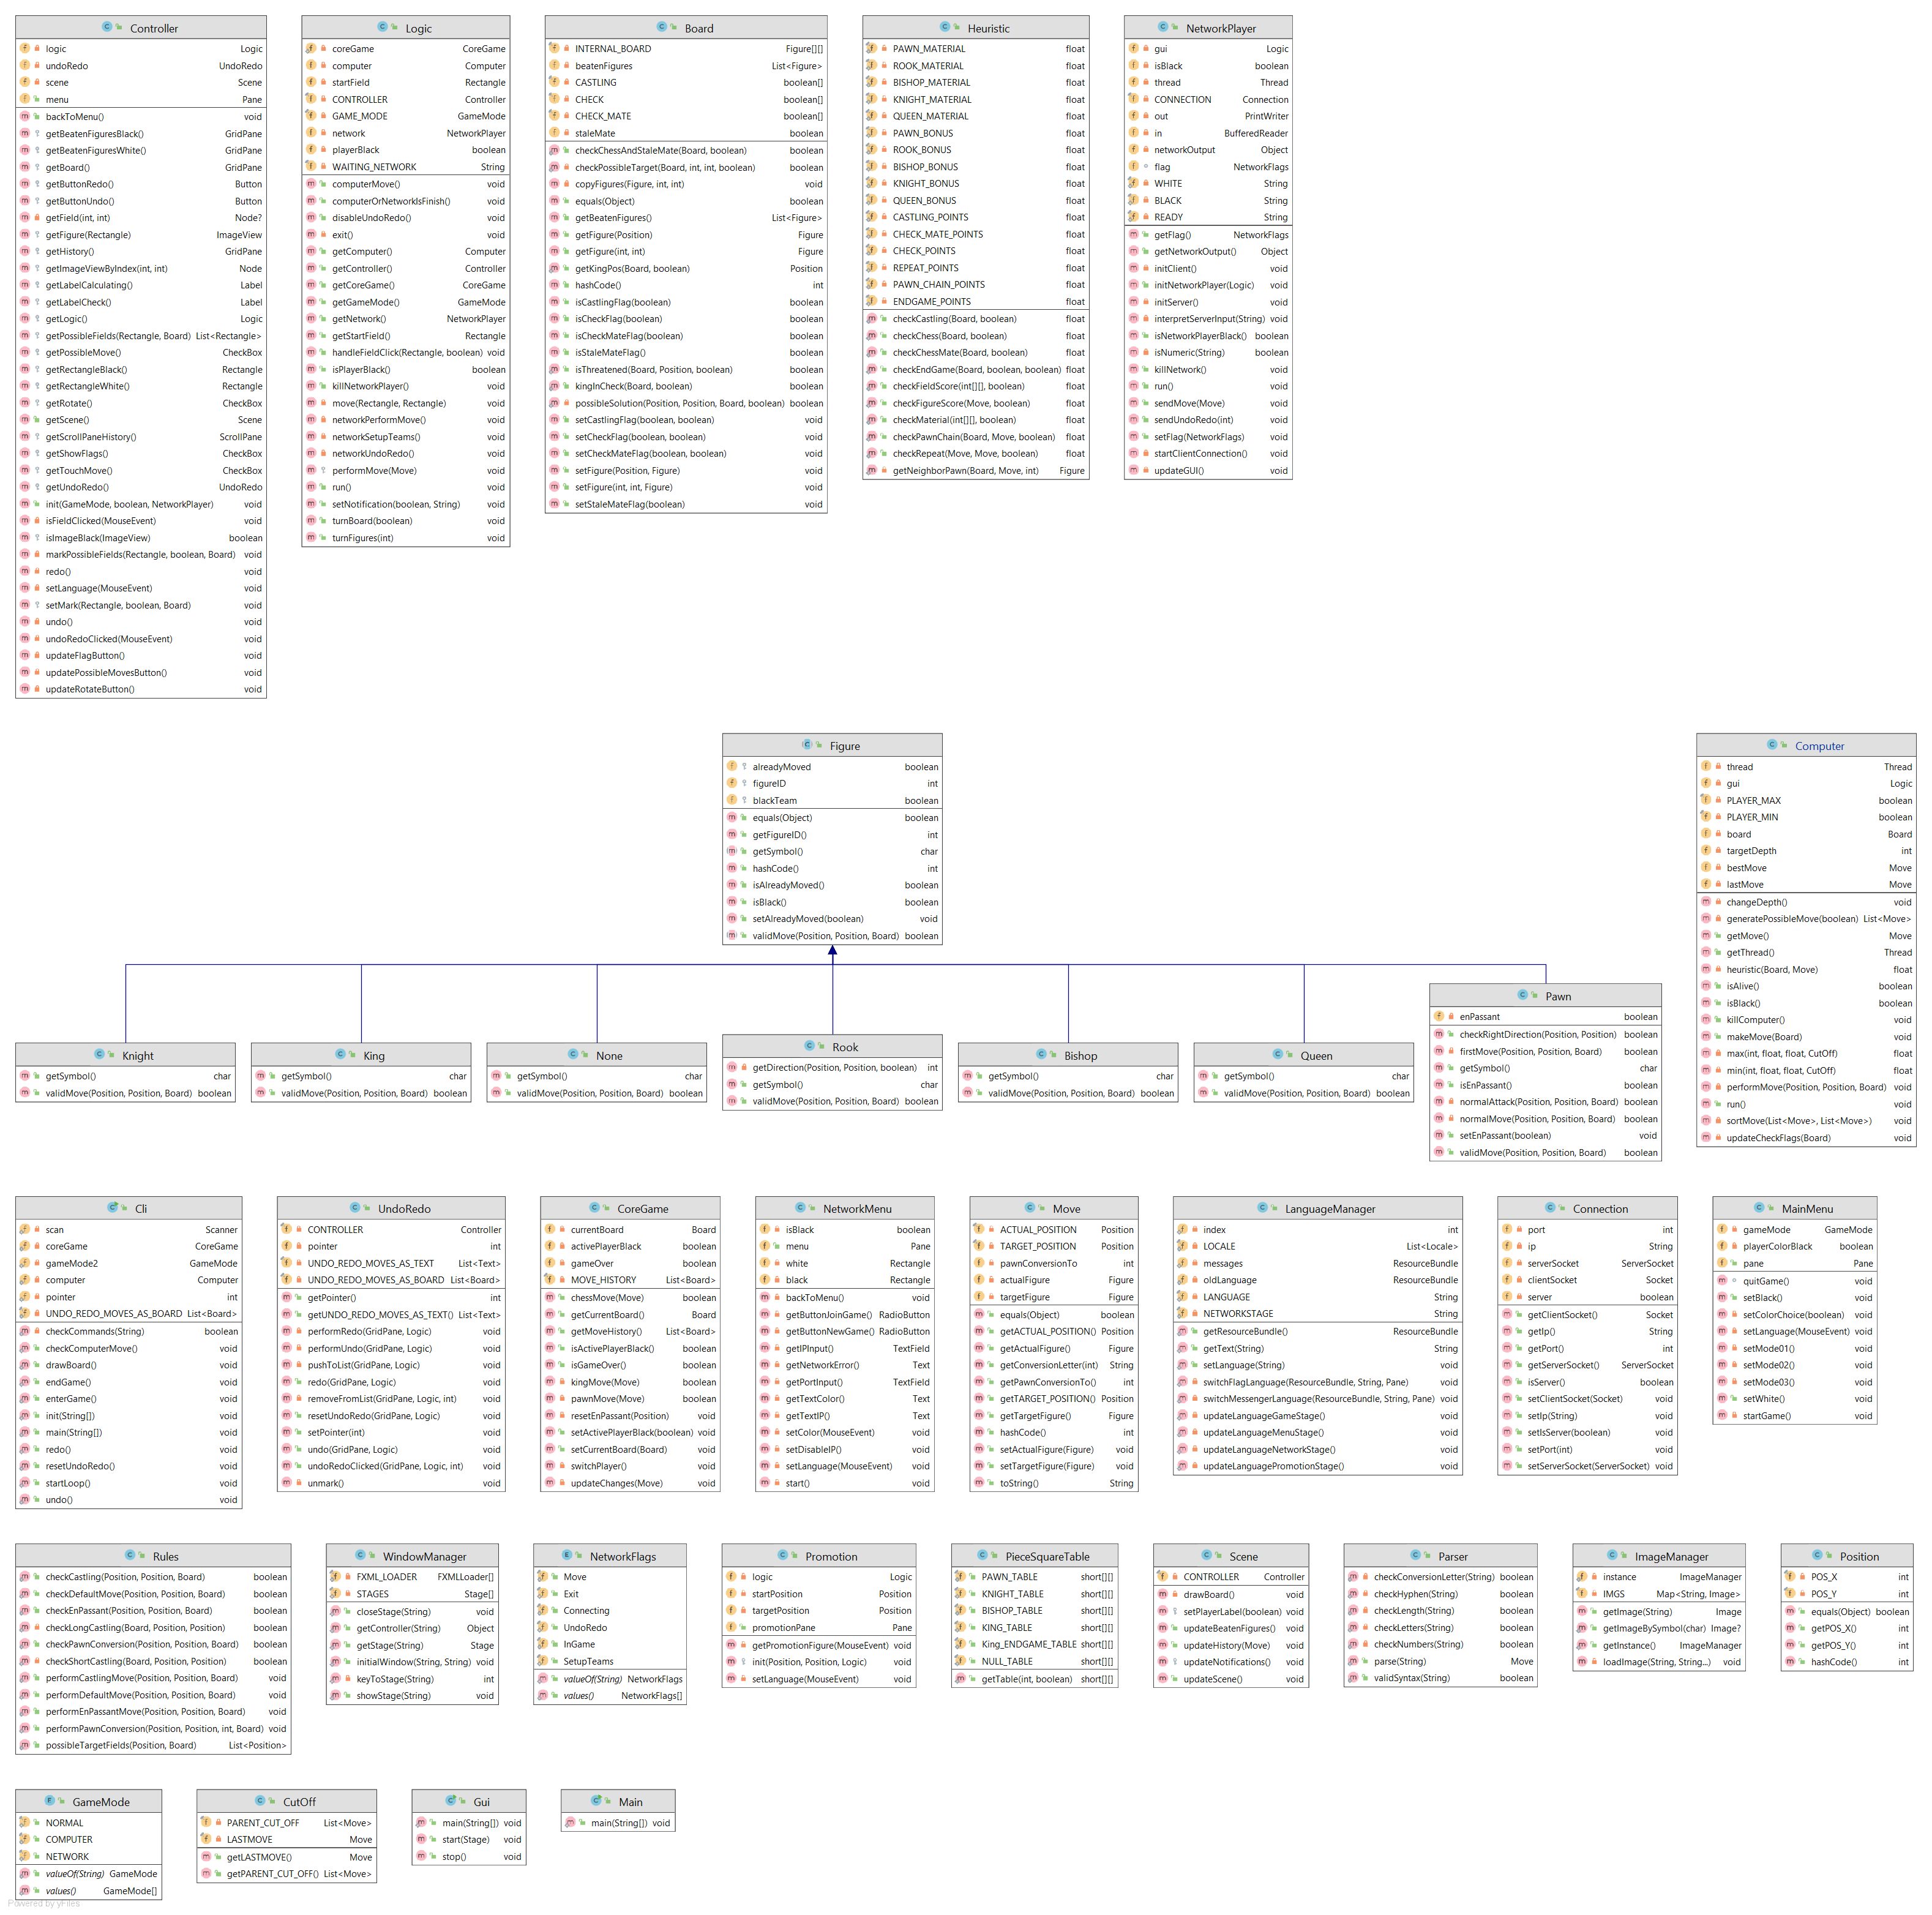 Controller
logic Logic
undoRedo UndoRedo
scene Scene
menu Pane
backToMenu() void
getBeatenFiguresBlack() GridPane
getBeatenFiguresWhite() GridPane
getBoard() GridPane
getButtonRedo() Button
getButtonUndo() Button
getField(int, int) Node?
getFigure(Rectangle) ImageView
getHistory() GridPane
getImageViewByIndex(int, int) Node
getLabelCalculating() Label
getLabelCheck() Label
getLogic() Logic
getPossibleFields(Rectangle, Board) List<Rectangle>
getPossibleMove() CheckBox
getRectangleBlack() Rectangle
getRectangleWhite() Rectangle
getRotate() CheckBox
getScene() Scene
getScrollPaneHistory() ScrollPane
getShowFlags() CheckBox
getTouchMove() CheckBox
getUndoRedo() UndoRedo
init(GameMode, boolean, NetworkPlayer) void
isFieldClicked(MouseEvent) void
isImageBlack(ImageView) boolean
markPossibleFields(Rectangle, boolean, Board) void
redo() void
setLanguage(MouseEvent) void
setMark(Rectangle, boolean, Board) void
undo() void
undoRedoClicked(MouseEvent) void
updateFlagButton() void
updatePossibleMovesButton() void
updateRotateButton() void
Logic
coreGame CoreGame
computer Computer
startField Rectangle
CONTROLLER Controller
GAME_MODE GameMode
network NetworkPlayer
playerBlack boolean
WAITING_NETWORK String
computerMove() void
computerOrNetworkIsFinish() void
disableUndoRedo() void
exit() void
getComputer() Computer
getController() Controller
getCoreGame() CoreGame
getGameMode() GameMode
getNetwork() NetworkPlayer
getStartField() Rectangle
handleFieldClick(Rectangle, boolean) void
isPlayerBlack() boolean
killNetworkPlayer() void
move(Rectangle, Rectangle) void
networkPerformMove() void
networkSetupTeams() void
networkUndoRedo() void
performMove(Move) void
run() void
setNotification(boolean, String) void
turnBoard(boolean) void
turnFigures(int) void
Board
INTERNAL_BOARD Figure[][]
beatenFigures List<Figure>
CASTLING boolean[]
CHECK boolean[]
CHECK_MATE boolean[]
staleMate boolean
checkChessAndStaleMate(Board, boolean) boolean
checkPossibleTarget(Board, int, int, boolean) boolean
copyFigures(Figure, int, int) void
equals(Object) boolean
getBeatenFigures() List<Figure>
getFigure(Position) Figure
getFigure(int, int) Figure
getKingPos(Board, boolean) Position
hashCode() int
isCastlingFlag(boolean) boolean
isCheckFlag(boolean) boolean
isCheckMateFlag(boolean) boolean
isStaleMateFlag() boolean
isThreatened(Board, Position, boolean) boolean
kingInCheck(Board, boolean) boolean
possibleSolution(Position, Position, Board, boolean) boolean
setCastlingFlag(boolean, boolean) void
setCheckFlag(boolean, boolean) void
setCheckMateFlag(boolean, boolean) void
setFigure(Position, Figure) void
setFigure(int, int, Figure) void
setStaleMateFlag(boolean) void
Heuristic
PAWN_MATERIAL float
ROOK_MATERIAL float
BISHOP_MATERIAL float
KNIGHT_MATERIAL float
QUEEN_MATERIAL float
PAWN_BONUS float
ROOK_BONUS float
BISHOP_BONUS float
KNIGHT_BONUS float
QUEEN_BONUS float
CASTLING_POINTS float
CHECK_MATE_POINTS float
CHECK_POINTS float
REPEAT_POINTS float
PAWN_CHAIN_POINTS float
ENDGAME_POINTS float
checkCastling(Board, boolean) float
checkChess(Board, boolean) float
checkChessMate(Board, boolean) float
checkEndGame(Board, boolean, boolean) float
checkFieldScore(int[][], boolean) float
checkFigureScore(Move, boolean) float
checkMaterial(int[][], boolean) float
checkPawnChain(Board, Move, boolean) float
checkRepeat(Move, Move, boolean) float
getNeighborPawn(Board, Move, int) Figure
NetworkPlayer
gui Logic
isBlack boolean
thread Thread
CONNECTION Connection
out PrintWriter
in BufferedReader
networkOutput Object
flag NetworkFlags
WHITE String
BLACK String
READY String
getFlag() NetworkFlags
getNetworkOutput() Object
initClient() void
initNetworkPlayer(Logic) void
initServer() void
interpretServerInput(String) void
isNetworkPlayerBlack() boolean
isNumeric(String) boolean
killNetwork() void
run() void
sendMove(Move) void
sendUndoRedo(int) void
setFlag(NetworkFlags) void
startClientConnection() void
updateGUI() void
Figure
alreadyMoved boolean
figureID int
blackTeam boolean
equals(Object) boolean
getFigureID() int
getSymbol() char
hashCode() int
isAlreadyMoved() boolean
isBlack() boolean
setAlreadyMoved(boolean) void
validMove(Position, Position, Board) boolean
Computer
thread Thread
gui Logic
PLAYER_MAX boolean
PLAYER_MIN boolean
board Board
targetDepth int
bestMove Move
lastMove Move
changeDepth() void
generatePossibleMove(boolean) List<Move>
getMove() Move
getThread() Thread
heuristic(Board, Move) float
isAlive() boolean
isBlack() boolean
killComputer() void
makeMove(Board) void
max(int, float, float, CutOff) float
min(int, float, float, CutOff) float
performMove(Position, Position, Board) void
run() void
sortMove(List<Move>, List<Move>) void
updateCheckFlags(Board) void
Knight
getSymbol() char
validMove(Position, Position, Board) boolean
King
getSymbol() char
validMove(Position, Position, Board) boolean
None
getSymbol() char
validMove(Position, Position, Board) boolean
Rook
getDirection(Position, Position, boolean) int
getSymbol() char
validMove(Position, Position, Board) boolean
Bishop
getSymbol() char
validMove(Position, Position, Board) boolean
Queen
getSymbol() char
validMove(Position, Position, Board) boolean
Pawn
enPassant boolean
checkRightDirection(Position, Position) boolean
firstMove(Position, Position, Board) boolean
getSymbol() char
isEnPassant() boolean
normalAttack(Position, Position, Board) boolean
normalMove(Position, Position, Board) boolean
setEnPassant(boolean) void
validMove(Position, Position, Board) boolean
Cli
scan Scanner
coreGame CoreGame
gameMode2 GameMode
computer Computer
pointer int
UNDO_REDO_MOVES_AS_BOARD List<Board>
checkCommands(String) boolean
checkComputerMove() void
drawBoard() void
endGame() void
enterGame() void
init(String[]) void
main(String[]) void
redo() void
resetUndoRedo() void
startLoop() void
undo() void
UndoRedo
CONTROLLER Controller
pointer int
UNDO_REDO_MOVES_AS_TEXT List<Text>
UNDO_REDO_MOVES_AS_BOARD List<Board>
getPointer() int
getUNDO_REDO_MOVES_AS_TEXT() List<Text>
performRedo(GridPane, Logic) void
performUndo(GridPane, Logic) void
pushToList(GridPane, Logic) void
redo(GridPane, Logic) void
removeFromList(GridPane, Logic, int) void
resetUndoRedo(GridPane, Logic) void
setPointer(int) void
undo(GridPane, Logic) void
undoRedoClicked(GridPane, Logic, int) void
unmark() void
CoreGame
currentBoard Board
activePlayerBlack boolean
gameOver boolean
MOVE_HISTORY List<Board>
chessMove(Move) boolean
getCurrentBoard() Board
getMoveHistory() List<Board>
isActivePlayerBlack() boolean
isGameOver() boolean
kingMove(Move) boolean
pawnMove(Move) boolean
resetEnPassant(Position) void
setActivePlayerBlack(boolean) void
setCurrentBoard(Board) void
switchPlayer() void
updateChanges(Move) void
NetworkMenu
isBlack boolean
menu Pane
white Rectangle
black Rectangle
backToMenu() void
getButtonJoinGame() RadioButton
getButtonNewGame() RadioButton
getIPInput() TextField
getNetworkError() Text
getPortInput() TextField
getTextColor() Text
getTextIP() Text
setColor(MouseEvent) void
setDisableIP() void
setLanguage(MouseEvent) void
start() void
Move
ACTUAL_POSITION Position
TARGET_POSITION Position
pawnConversionTo int
actualFigure Figure
targetFigure Figure
equals(Object) boolean
getACTUAL_POSITION() Position
getActualFigure() Figure
getConversionLetter(int) String
getPawnConversionTo() int
getTARGET_POSITION() Position
getTargetFigure() Figure
hashCode() int
setActualFigure(Figure) void
setTargetFigure(Figure) void
toString() String
LanguageManager
index int
LOCALE List<Locale>
messages ResourceBundle
oldLanguage ResourceBundle
LANGUAGE String
NETWORKSTAGE String
getResourceBundle() ResourceBundle
getText(String) String
setLanguage(String) void
switchFlagLanguage(ResourceBundle, String, Pane) void
switchMessengerLanguage(ResourceBundle, String, Pane) void
updateLanguageGameStage() void
updateLanguageMenuStage() void
updateLanguageNetworkStage() void
updateLanguagePromotionStage() void
Connection
port int
ip String
serverSocket ServerSocket
clientSocket Socket
server boolean
getClientSocket() Socket
getIp() String
getPort() int
getServerSocket() ServerSocket
isServer() boolean
setClientSocket(Socket) void
setIp(String) void
setIsServer(boolean) void
setPort(int) void
setServerSocket(ServerSocket) void
MainMenu
gameMode GameMode
playerColorBlack boolean
pane Pane
quitGame() void
setBlack() void
setColorChoice(boolean) void
setLanguage(MouseEvent) void
setMode01() void
setMode02() void
setMode03() void
setWhite() void
startGame() void
Rules
checkCastling(Position, Position, Board) boolean
checkDefaultMove(Position, Position, Board) boolean
checkEnPassant(Position, Position, Board) boolean
checkLongCastling(Board, Position, Position) boolean
checkPawnConversion(Position, Position, Board) boolean
checkShortCastling(Board, Position, Position) boolean
performCastlingMove(Position, Position, Board) void
performDefaultMove(Position, Position, Board) void
performEnPassantMove(Position, Position, Board) void
performPawnConversion(Position, Position, int, Board) void
possibleTargetFields(Position, Board) List<Position>
WindowManager
FXML_LOADER FXMLLoader[]
STAGES Stage[]
closeStage(String) void
getController(String) Object
getStage(String) Stage
initialWindow(String, String) void
keyToStage(String) int
showStage(String) void
NetworkFlags
Move
Exit
Connecting
UndoRedo
InGame
SetupTeams
valueOf(String) NetworkFlags
values() NetworkFlags[]
Promotion
logic Logic
startPosition Position
targetPosition Position
promotionPane Pane
getPromotionFigure(MouseEvent) void
init(Position, Position, Logic) void
setLanguage(MouseEvent) void
PieceSquareTable
PAWN_TABLE short[][]
KNIGHT_TABLE short[][]
BISHOP_TABLE short[][]
KING_TABLE short[][]
King_ENDGAME_TABLE short[][]
NULL_TABLE short[][]
getTable(int, boolean) short[][]
Scene
CONTROLLER Controller
drawBoard() void
setPlayerLabel(boolean) void
updateBeatenFigures() void
updateHistory(Move) void
updateNotifications() void
updateScene() void
Parser
checkConversionLetter(String) boolean
checkHyphen(String) boolean
checkLength(String) boolean
checkLetters(String) boolean
checkNumbers(String) boolean
parse(String) Move
validSyntax(String) boolean
ImageManager
instance ImageManager
IMGS Map<String, Image>
getImage(String) Image
getImageBySymbol(char) Image?
getInstance() ImageManager
loadImage(String, String...) void
Position
POS_X int
POS_Y int
equals(Object) boolean
getPOS_X() int
getPOS_Y() int
hashCode() int
GameMode
NORMAL
COMPUTER
NETWORK
valueOf(String) GameMode
values() GameMode[]
CutOff
PARENT_CUT_OFF List<Move>
LASTMOVE Move
getLASTMOVE() Move
getPARENT_CUT_OFF() List<Move>
Gui
main(String[]) void
start(Stage) void
stop() void
Main
main(String[]) void
Powered by yFiles